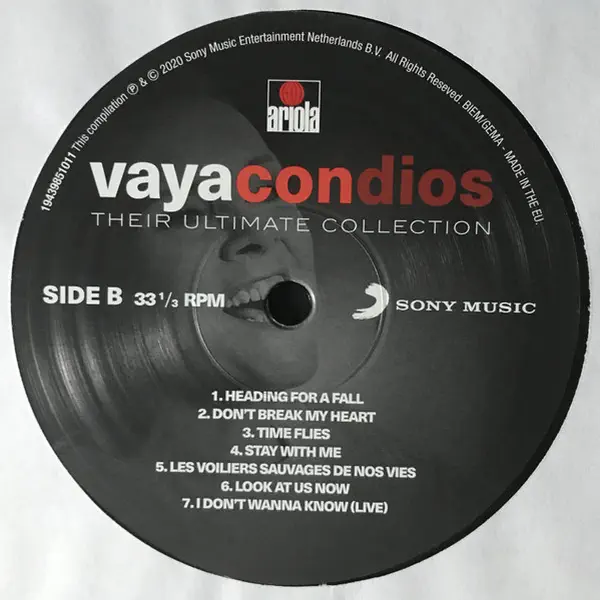 19439851011 This compilation ℗ & © 2020 Sony Music Entertainment Netherlands B.V. All Rights Reseved. BIEM/GEMA - MADE IN THE EU.
ariola
vayacondios
THEIR ULTIMATE COLLECTION
SIDE B 33 1/3 RPM
SONY MUSIC
1. HEADING FOR A FALL
2. DON'T BREAK MY HEART
3. TIME FLIES
4. STAY WITH ME
5. LES VOILIERS SAUVAGES DE NOS VIES
6. LOOK AT US NOW
7. I DON'T WANNA KNOW (LIVE)